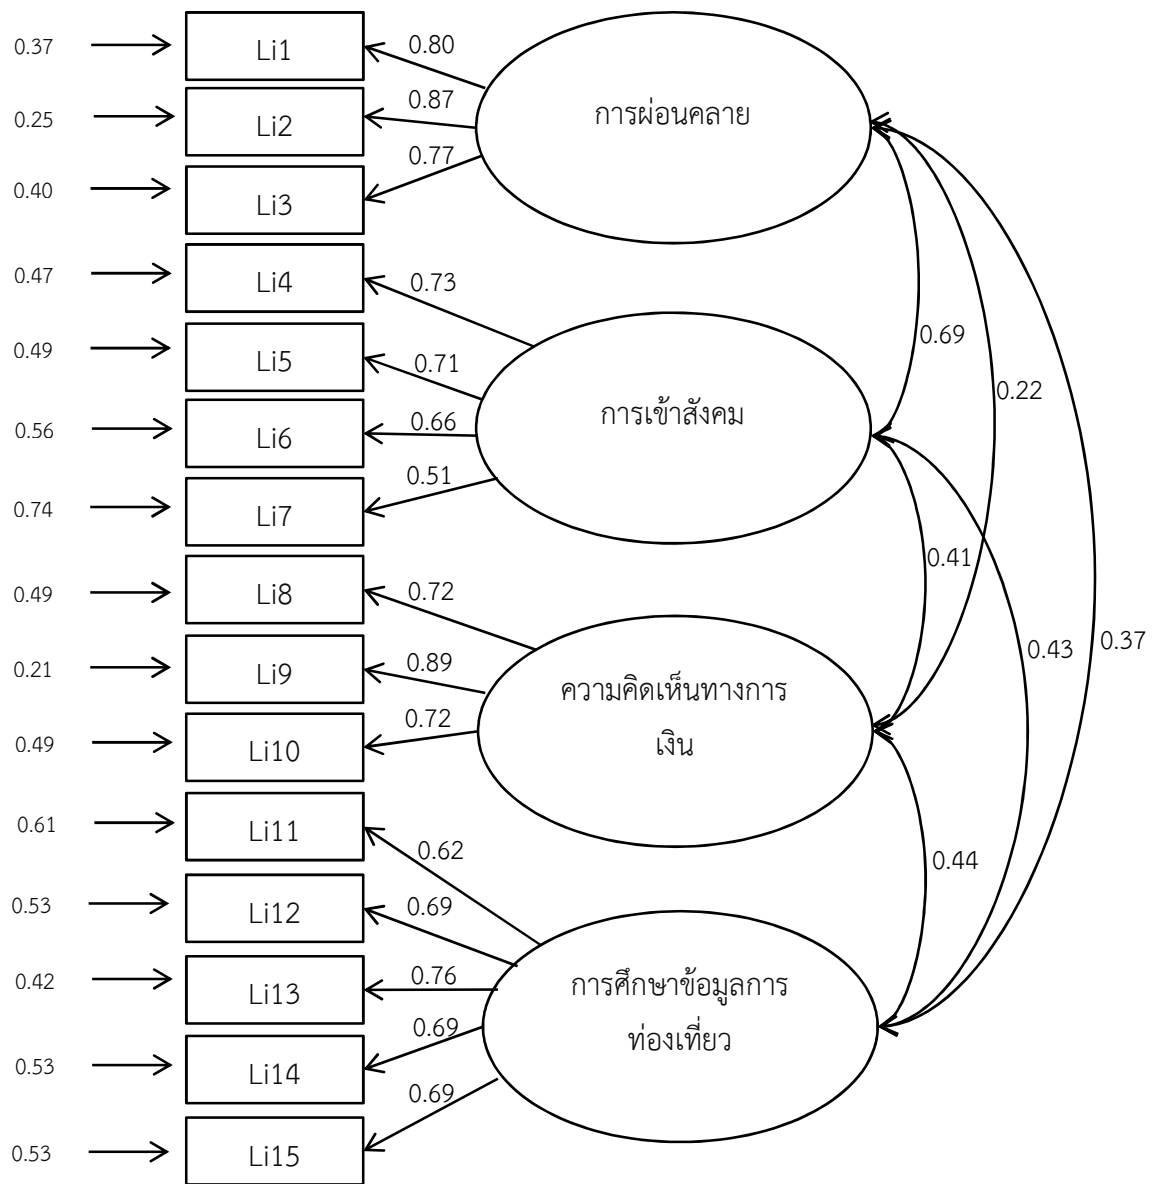 0.37 Li1 0.80
0.25 Li2 0.87 การผ่อนคลาย
0.40 Li3 0.77
0.47 Li4 0.73
0.69
0.49 Li5 0.71
0.22
0.56 Li6 0.66 การเข้าสังคม
0.74 Li7 0.51
0.41
0.49 Li8 0.72
0.43 0.37
0.21 Li9 0.89 ความคิดเห็นทางการ
0.49 Li10 0.72 เงิน
0.61 Li11 0.62
0.44
0.53 Li12 0.69
0.42 Li13 0.76 การศึกษาข้อมูลการ
0.53 Li14 0.69 ท่องเที่ยว
0.53 Li15 0.69